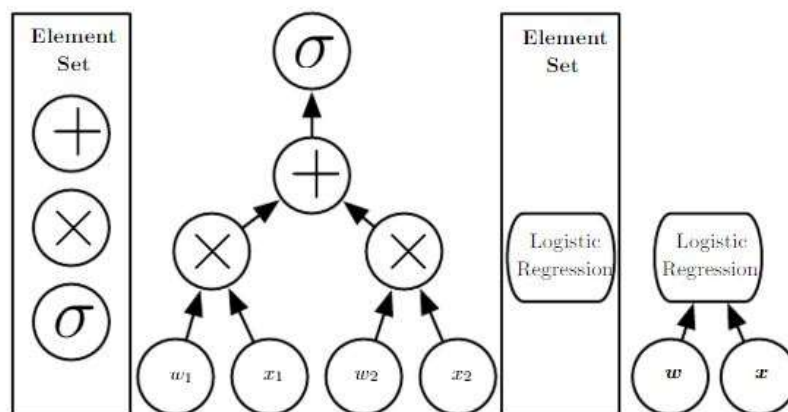 Element
Set
+
×
σ
σ
+
×
×
w₁
x₁
w₂
x₂
Element
Set
Logistic
Regression
Logistic
Regression
w
x